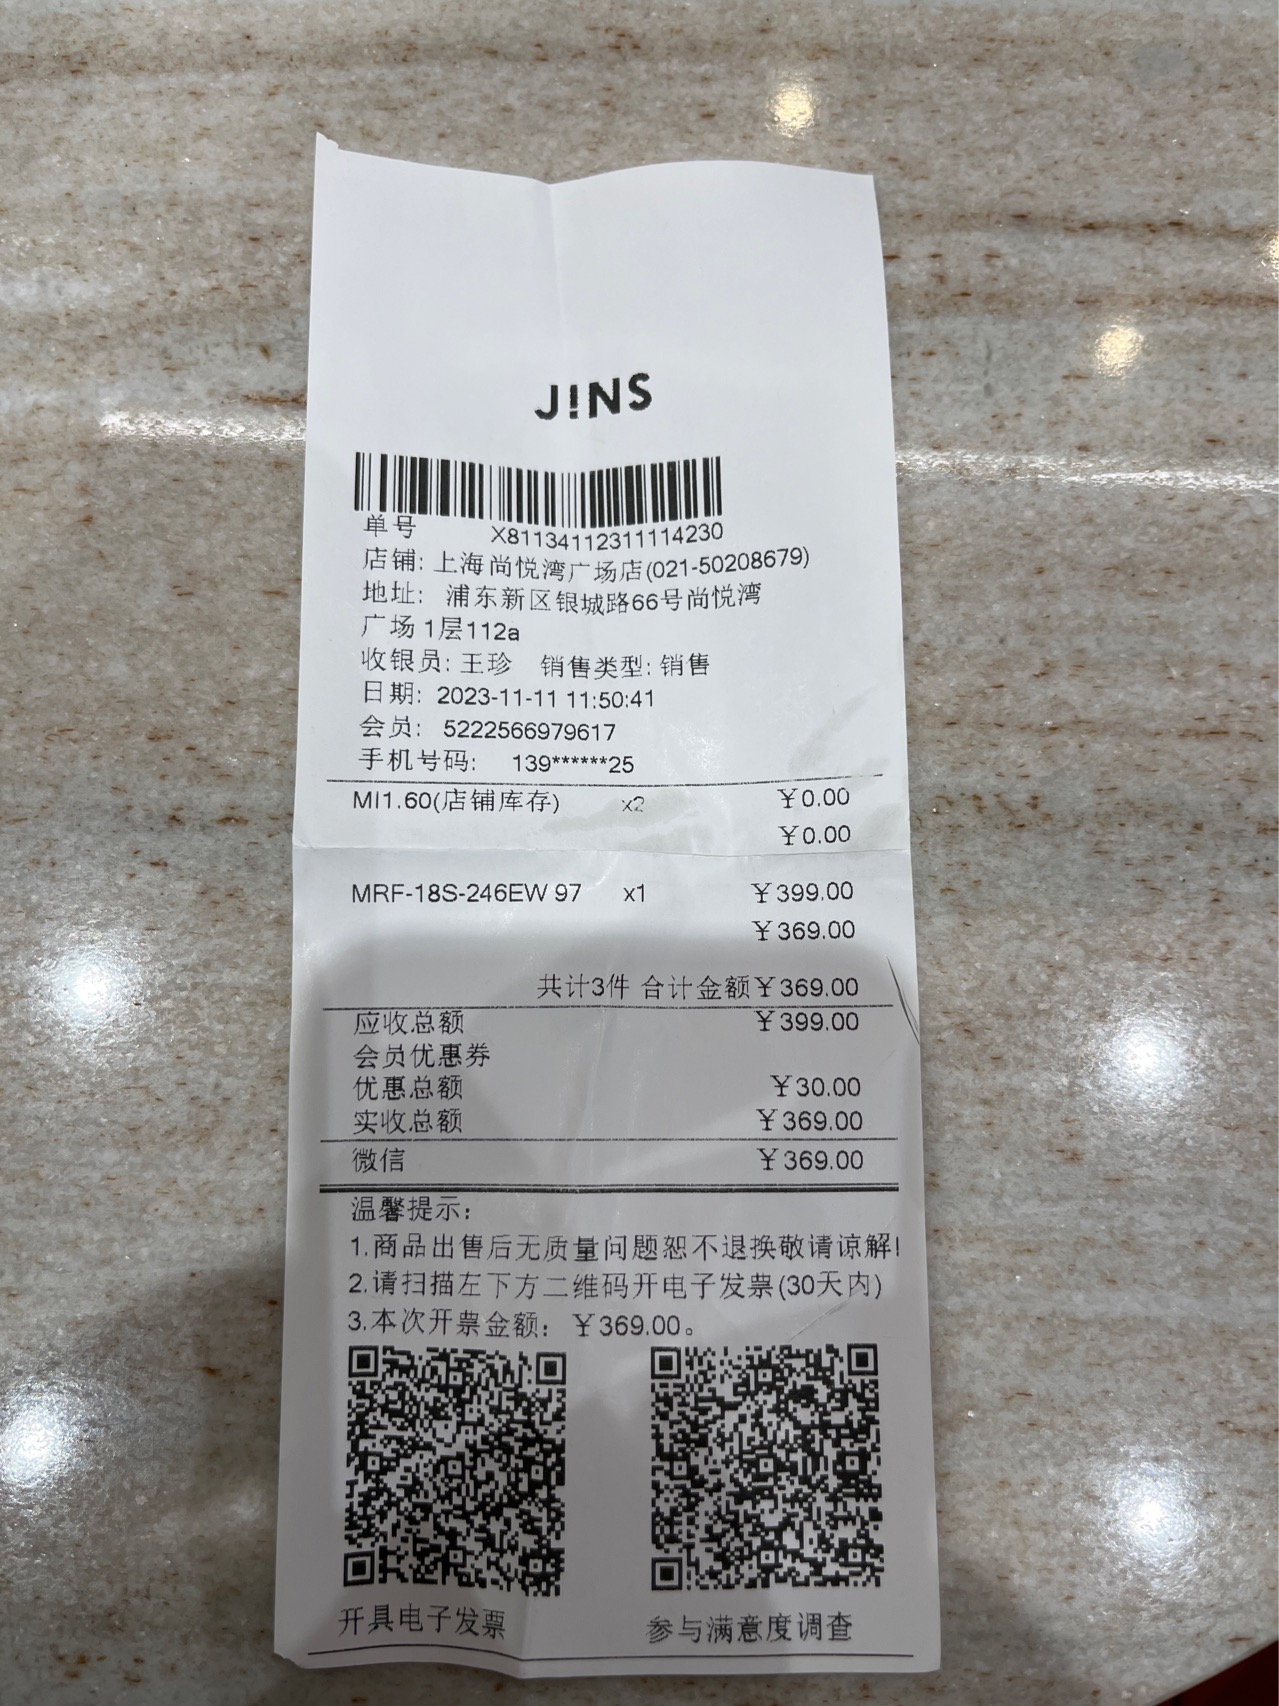 J!NS
单号 X81134112311114230
店铺: 上海尚悦湾广场店(021-50208679)
地址: 浦东新区银城路66号尚悦湾
广场 1层112a
收银员: 王珍 销售类型: 销售
日期: 2023-11-11 11:50:41
会员: 5222566979617
手机号码: 139******25
MI1.60(店铺库存) x2 ￥0.00
￥0.00
MRF-18S-246EW 97 x1 ￥399.00
￥369.00
共计3件 合计金额￥369.00
应收总额 ￥399.00
会员优惠券
优惠总额 ￥30.00
实收总额 ￥369.00
微信 ￥369.00
温馨提示:
1.商品出售后无质量问题恕不退换敬请谅解!
2.请扫描左下方二维码开电子发票(30天内)
3.本次开票金额: ￥369.00。
开具电子发票 参与满意度调查